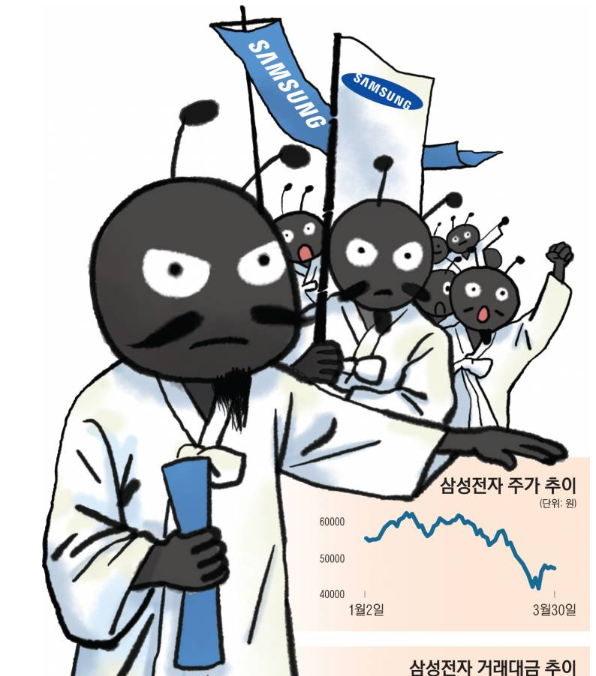 SAMSUNG
SAMSUNG
삼성전자 주가 추이
(단위: 원)
60000
50000
40000
1월2일
3월30일
삼성전자 거래대금 추이